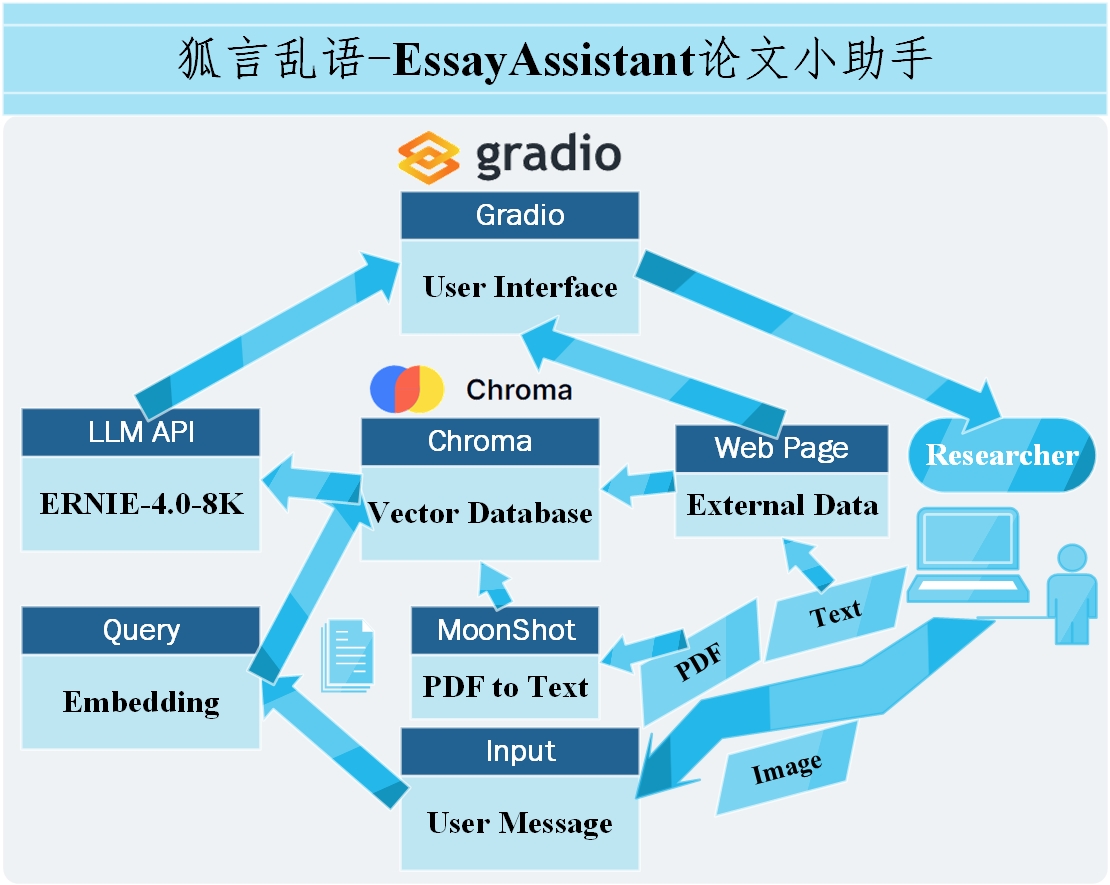 狐言乱语-EssayAssistant论文小助手
gradio
Gradio
User Interface
Chroma
LLM API
ERNIE-4.0-8K
Chroma
Vector Database
Web Page
External Data
Researcher
Query
Embedding
MoonShot
PDF to Text
PDF
Text
Input
User Message
Image